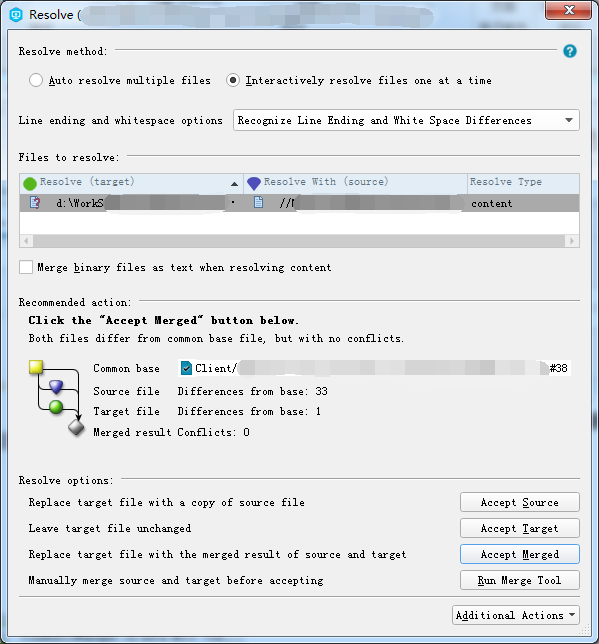 Resolve (
Resolve method:
Auto resolve multiple files
Interactively resolve files one at a time
Line ending and whitespace options
Recognize Line Ending and White Space Differences
Files to resolve:
Resolve (target)
Resolve With (source)
Resolve Type
d:\WorkS
content
Merge binary files as text when resolving content
Recommended action:
Click the "Accept Merged" button below.
Both files differ from common base file, but with no conflicts.
Common base Client/ #38
Source file Differences from base: 33
Target file Differences from base: 1
Merged result Conflicts: 0
Resolve options:
Replace target file with a copy of source file
Accept Source
Leave target file unchanged
Accept Target
Replace target file with the merged result of source and target
Accept Merged
Manually merge source and target before accepting
Run Merge Tool
Additional Actions